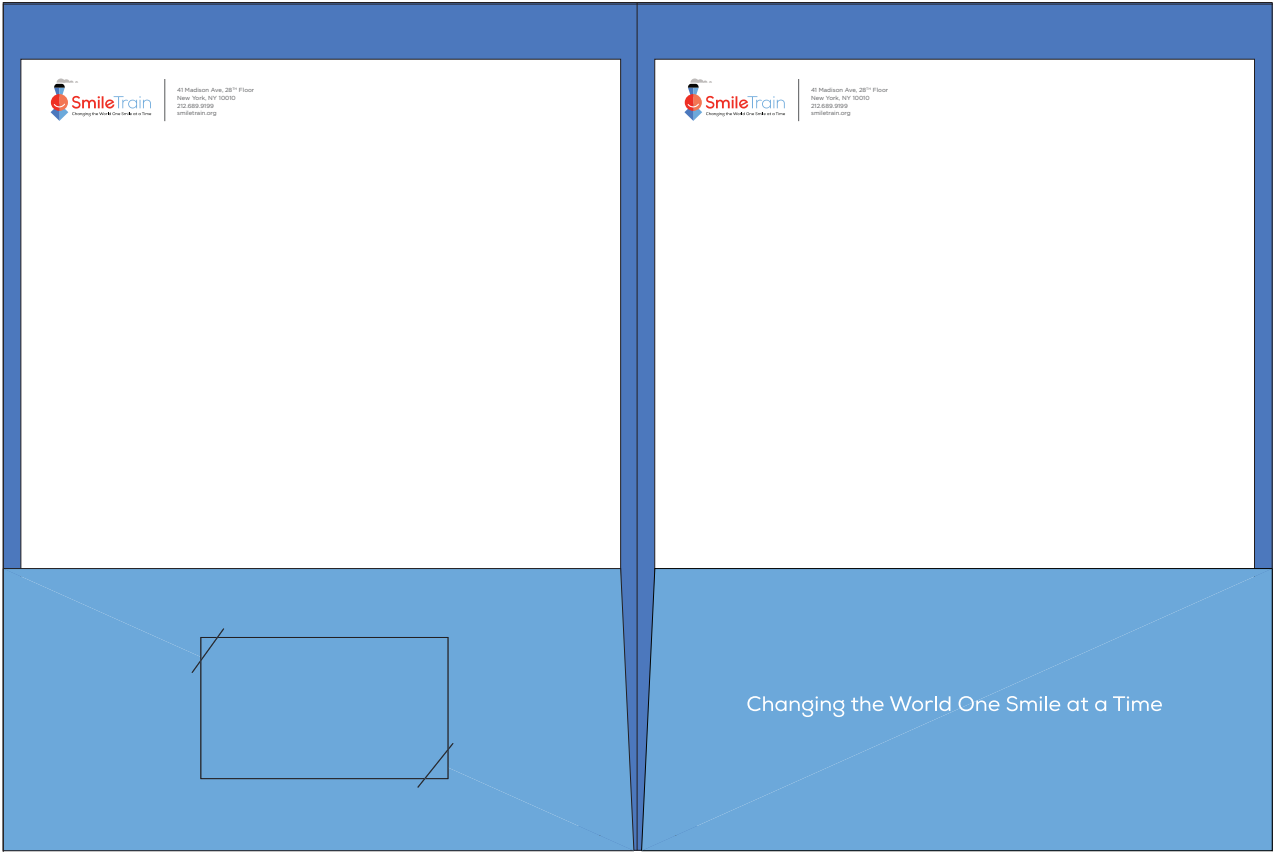 SmileTrain
Changing the World One Smile at a Time
41 Madison Ave, 28TH Floor
New York, NY 10010
212.689.9199
smiletrain.org
SmileTrain
Changing the World One Smile at a Time
41 Madison Ave, 28TH Floor
New York, NY 10010
212.689.9199
smiletrain.org
Changing the World One Smile at a Time